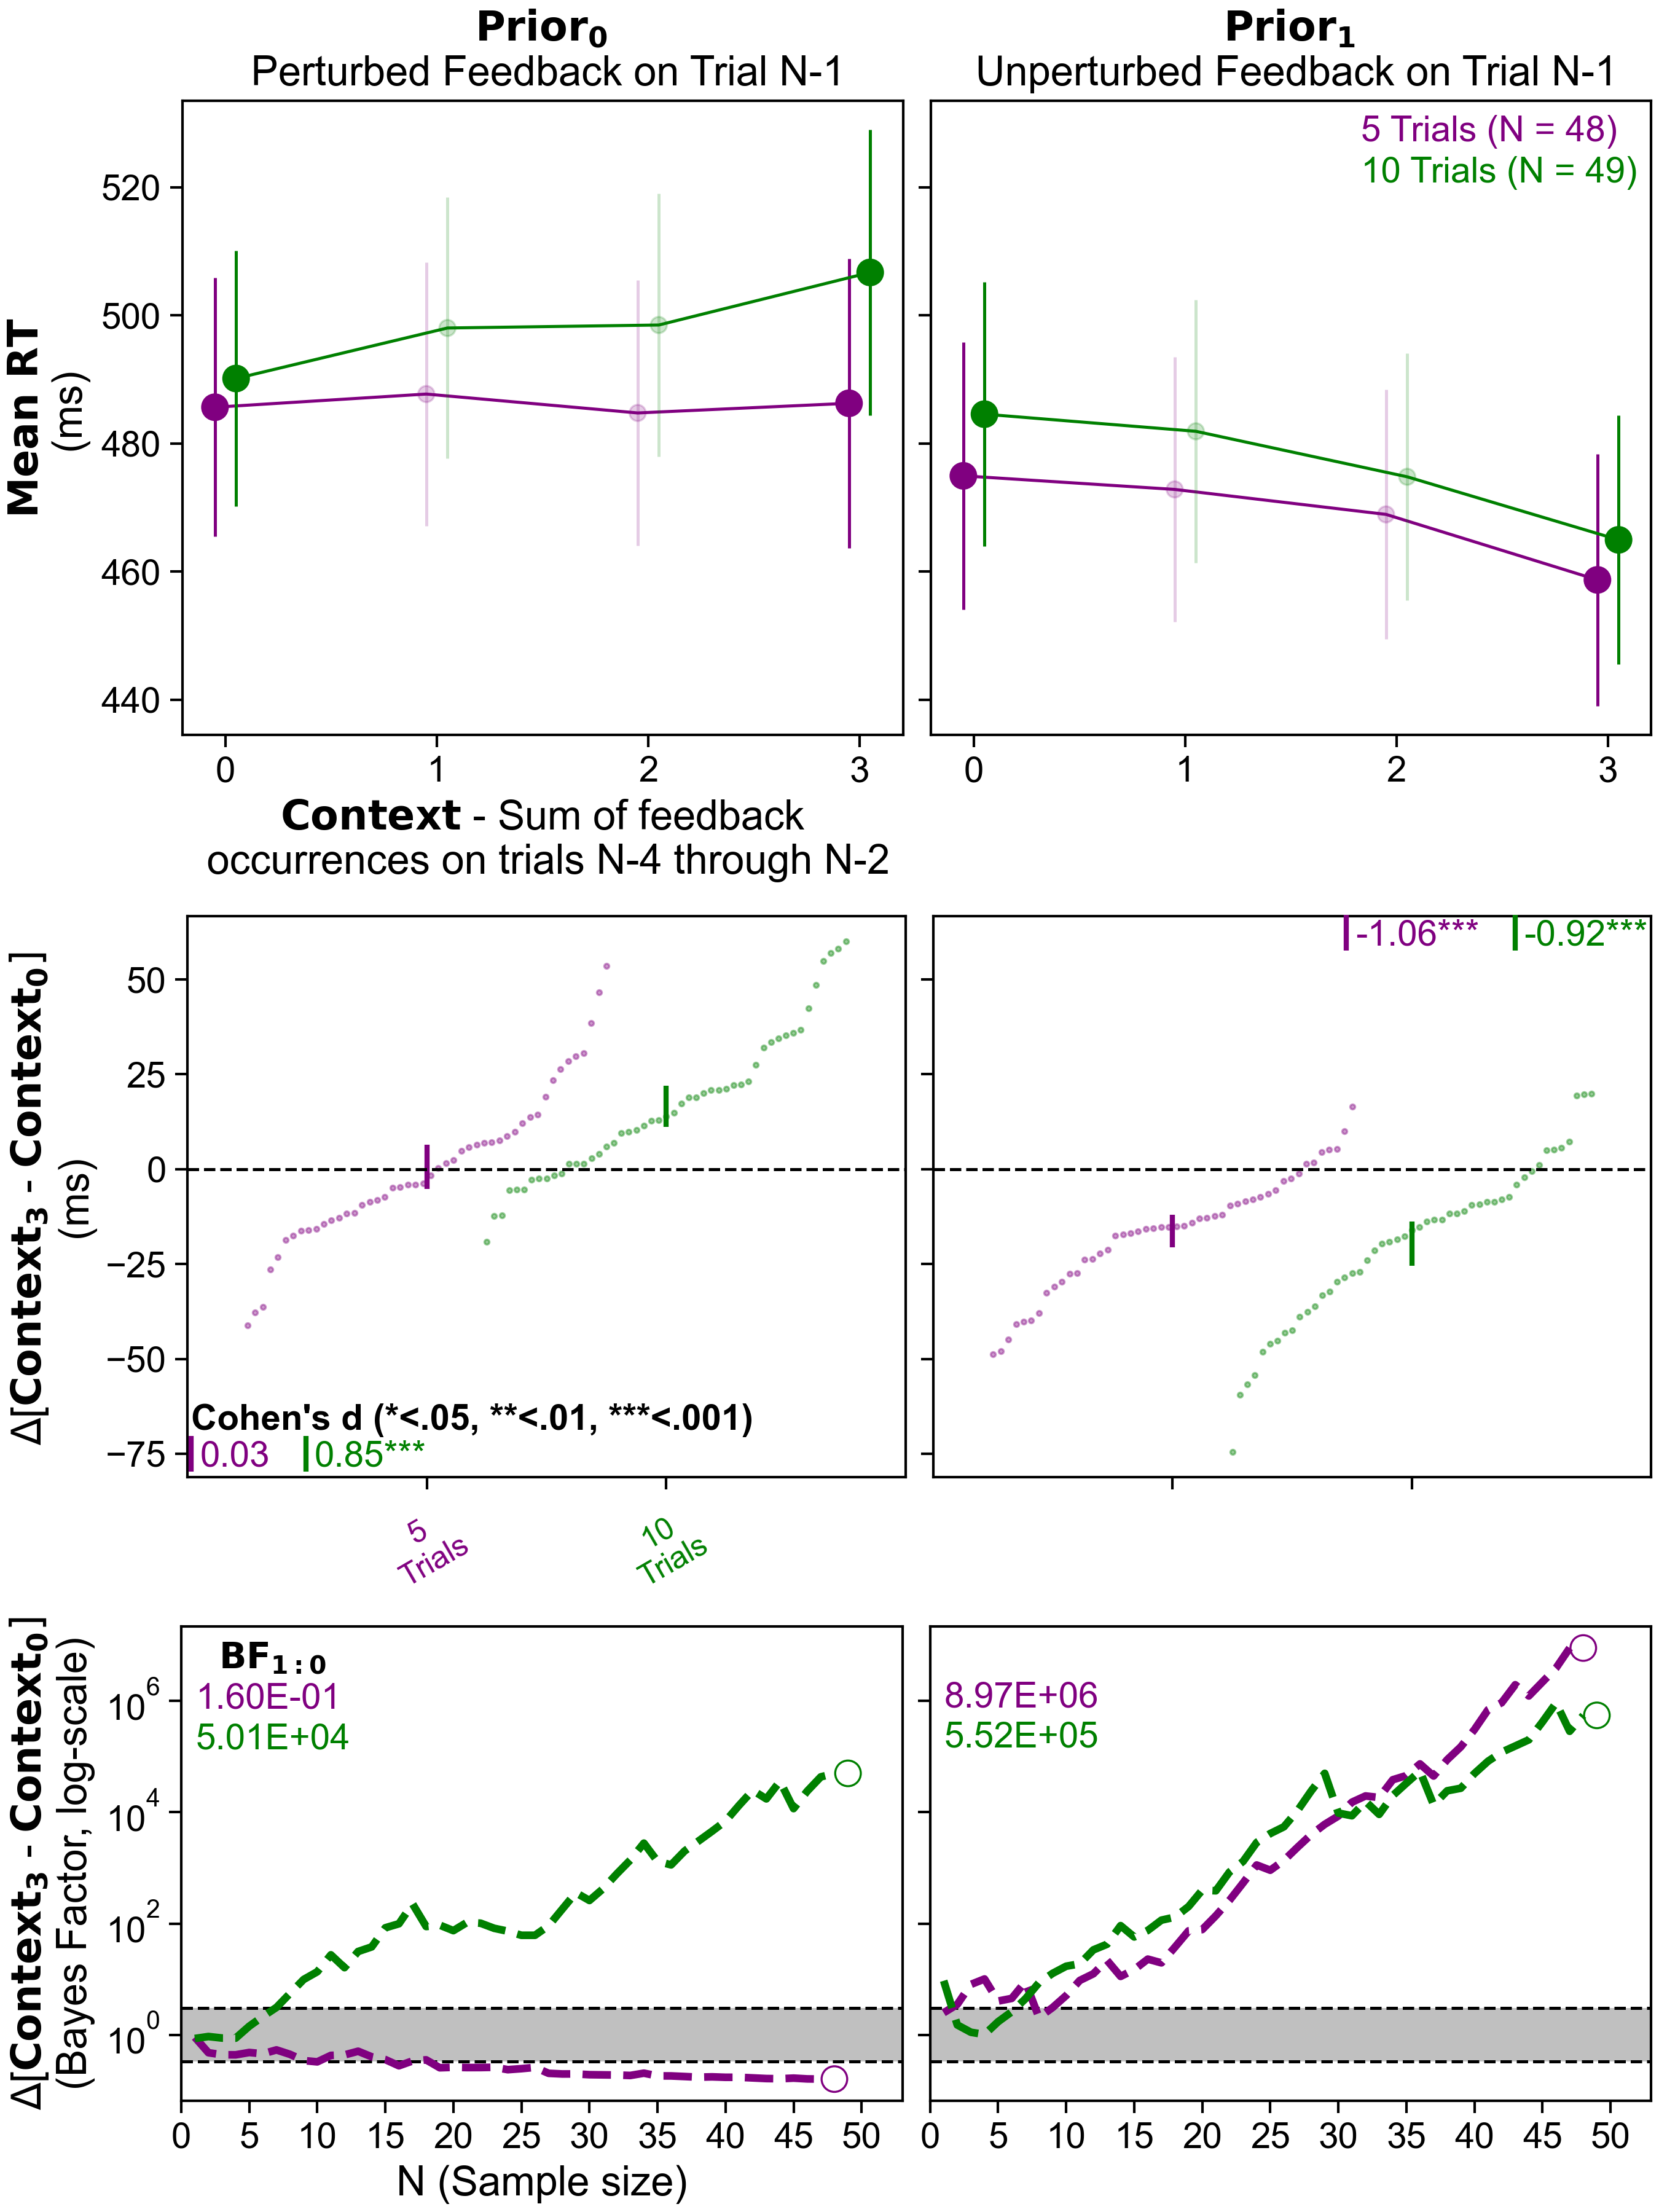 Prior0
Perturbed Feedback on Trial N-1
Prior1
Unperturbed Feedback on Trial N-1
Mean RT
(ms)
520
500
480
460
440
5 Trials (N = 48)
10 Trials (N = 49)
0 1 2 3
0 1 2 3
Context - Sum of feedback
occurrences on trials N-4 through N-2
Δ[Context3 - Context0]
(ms)
50
25
0
−25
−50
−75
Cohen's d (*<.05, **<.01, ***<.001)
0.03 0.85***
-1.06*** -0.92***
5
Trials
10
Trials
Δ[Context3 - Context0]
(Bayes Factor, log-scale)
10^6
10^4
10^2
10^0
BF1:0
1.60E-01
5.01E+04
8.97E+06
5.52E+05
0 5 10 15 20 25 30 35 40 45 50
0 5 10 15 20 25 30 35 40 45 50
N (Sample size)